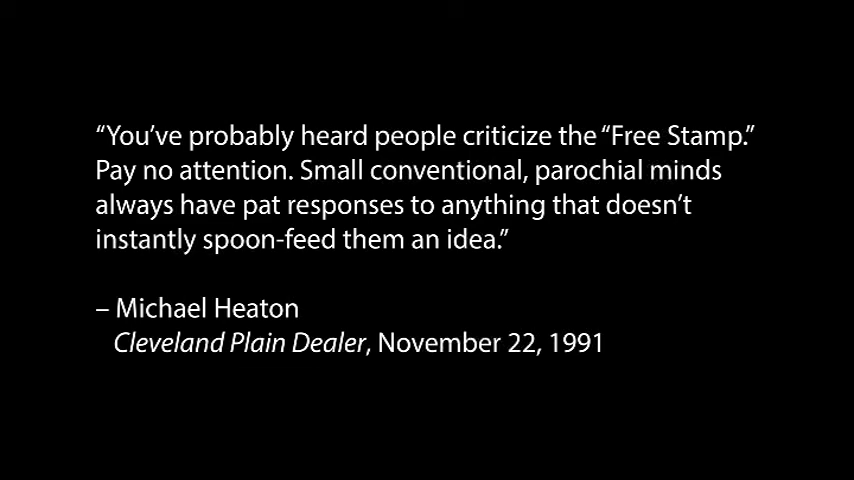 “You’ve probably heard people criticize the “Free Stamp.”
Pay no attention. Small conventional, parochial minds
always have pat responses to anything that doesn’t
instantly spoon-feed them an idea.”
– Michael Heaton
Cleveland Plain Dealer, November 22, 1991